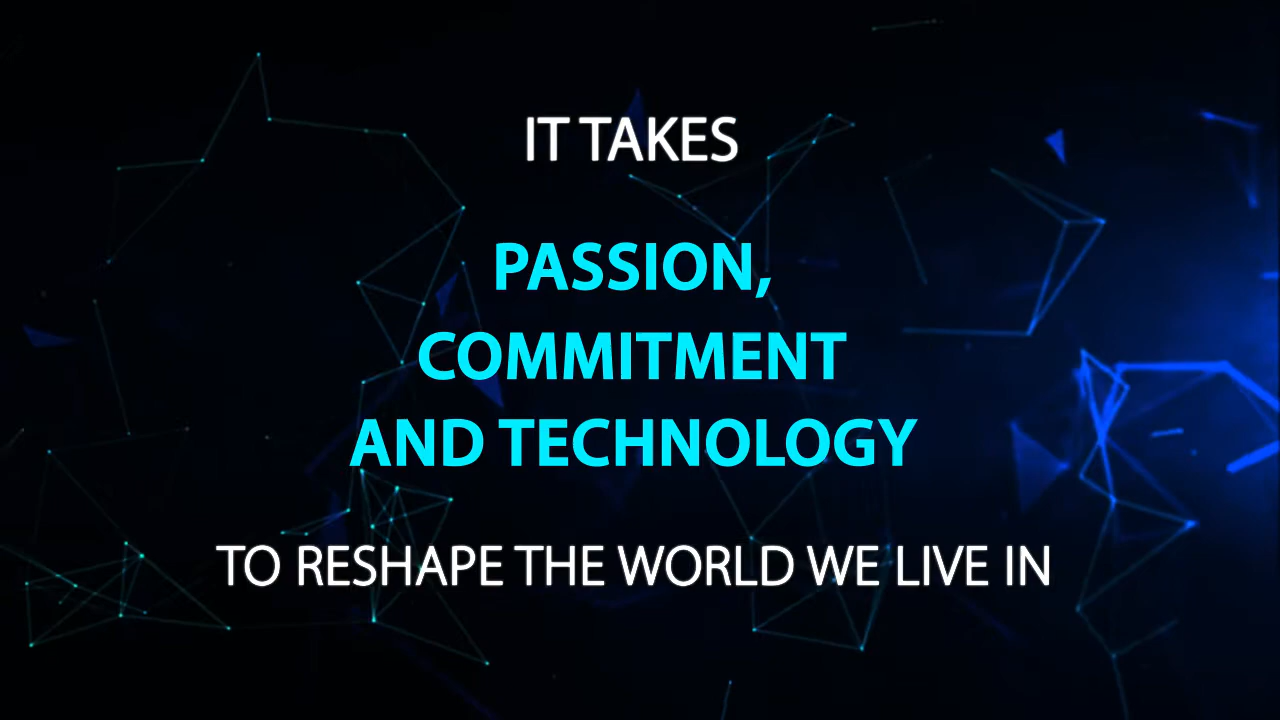 IT TAKES
PASSION,
COMMITMENT
AND TECHNOLOGY
TO RESHAPE THE WORLD WE LIVE IN